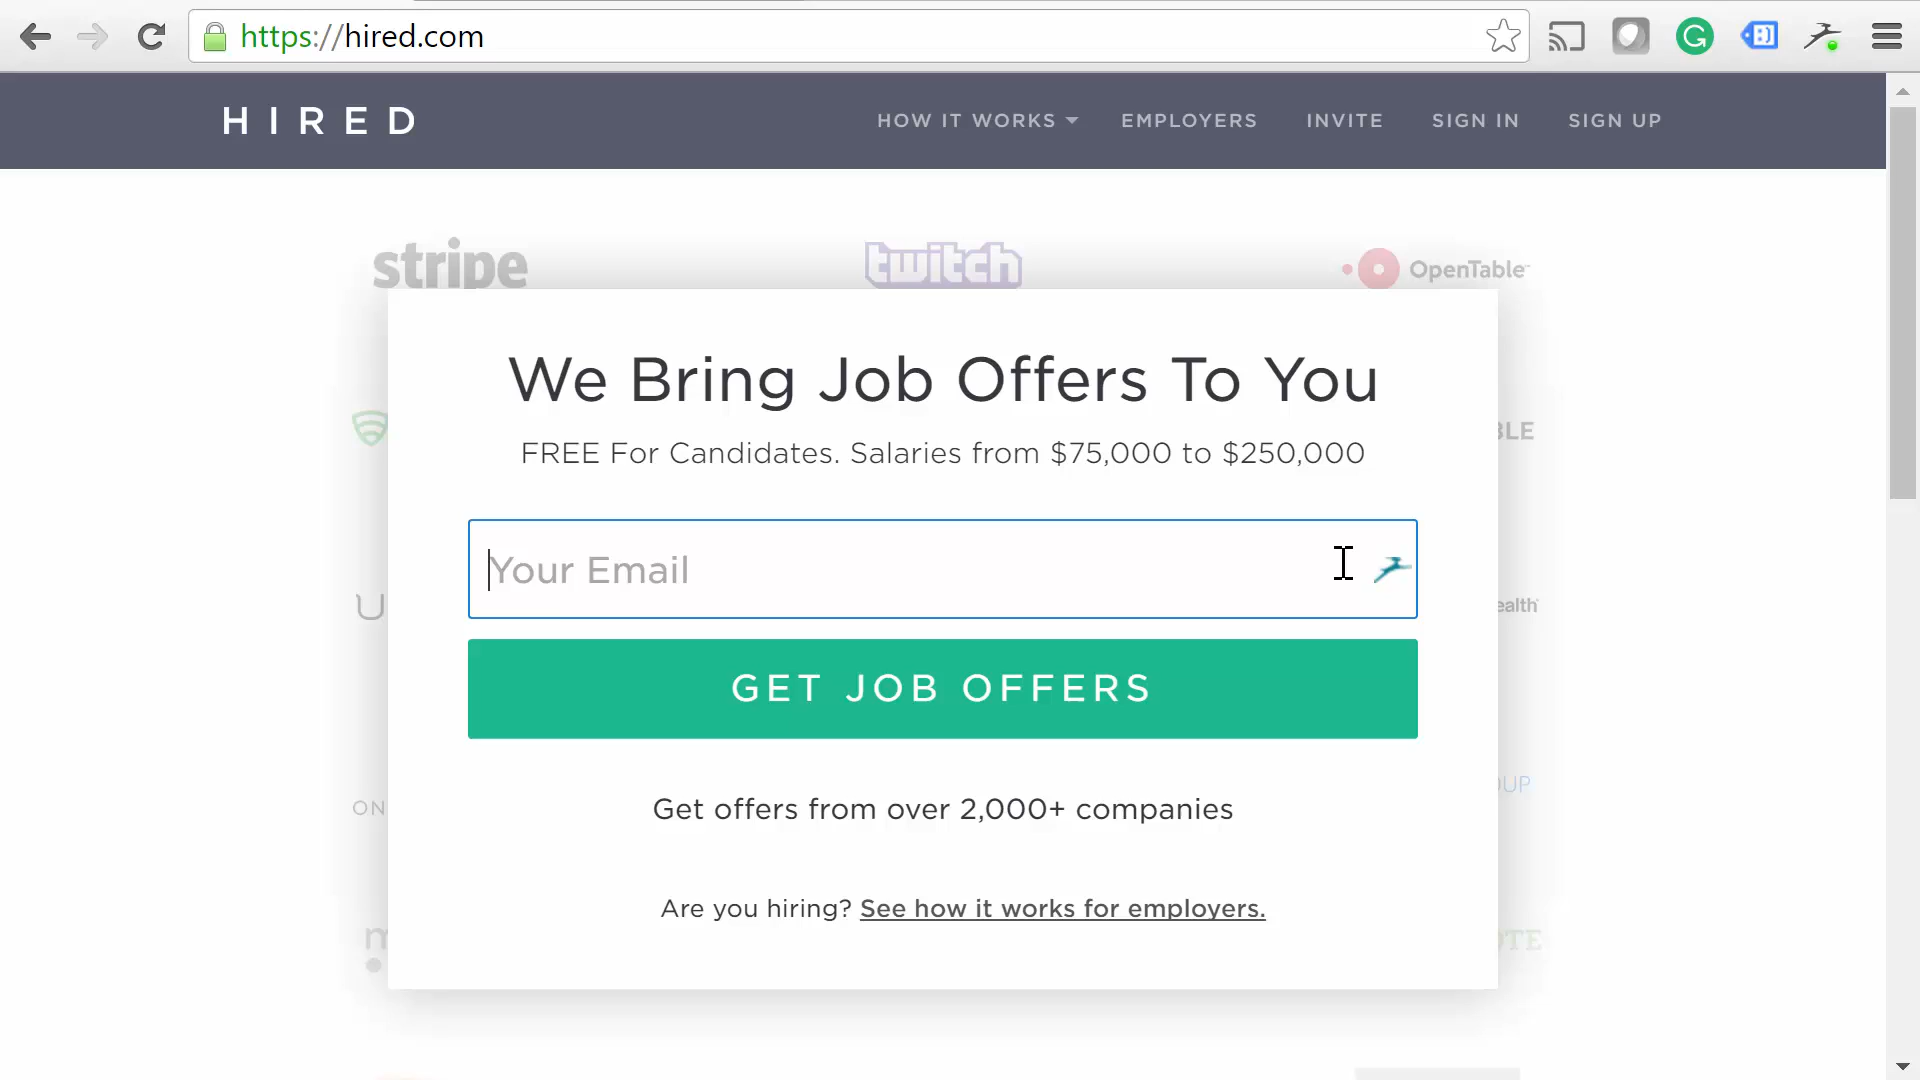 https://hired.com
HIRED
HOW IT WORKS
EMPLOYERS
INVITE
SIGN IN
SIGN UP
stripe
twitch
OpenTable
We Bring Job Offers To You
FREE For Candidates. Salaries from $75,000 to $250,000
Your Email
GET JOB OFFERS
Get offers from over 2,000+ companies
Are you hiring? See how it works for employers.